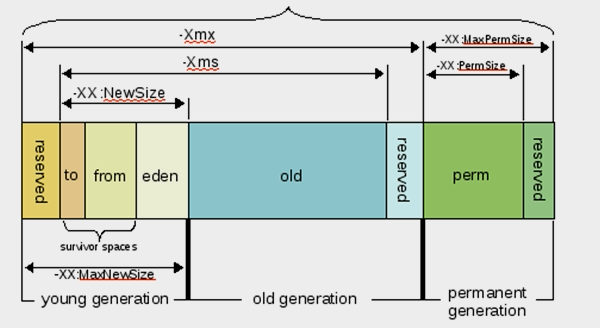 -Xmx
-XX:MaxPermSize
-Xms
-XX:PermSize
-XX:NewSize
reserved
to
from
eden
old
reserved
perm
reserved
survivor spaces
-XX:MaxNewSize
young generation
old generation
permanent
generation